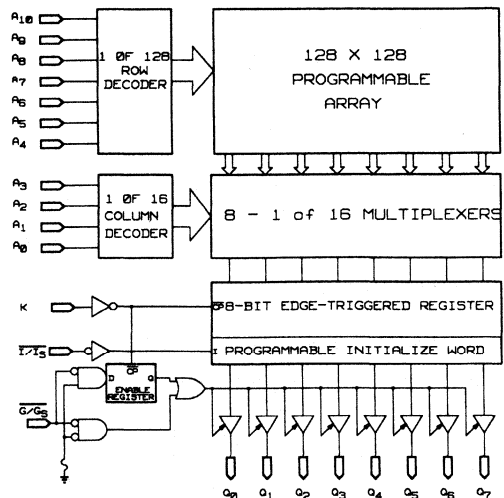 A10
A9
A8
A7
A6
A5
A4
1 OF 128
ROW
DECODER
128 X 128
PROGRAMMABLE
ARRAY
A3
A2
A1
A0
1 OF 16
COLUMN
DECODER
8 - 1 of 16 MULTIPLEXERS
K
CP
8-BIT EDGE-TRIGGERED REGISTER
I/IS
I PROGRAMMABLE INITIALIZE WORD
CP
D Q
ENABLE
REGISTER
G/GS
Q0 Q1 Q2 Q3 Q4 Q5 Q6 Q7